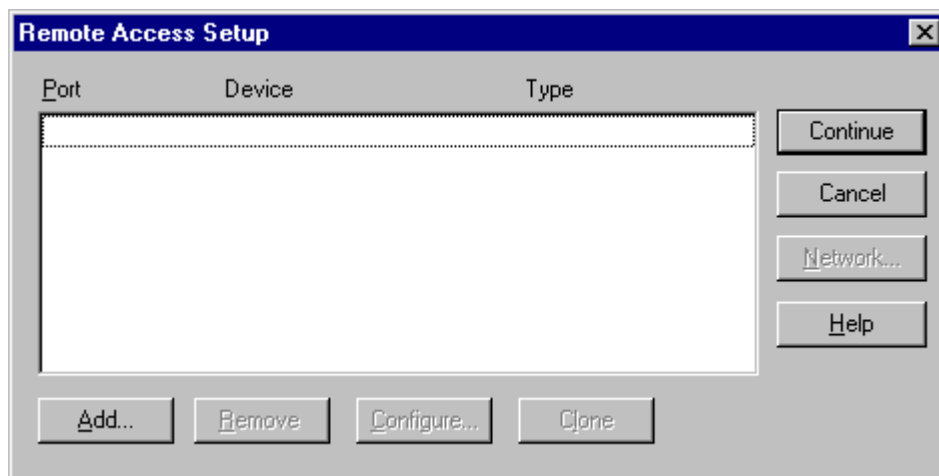 Remote Access Setup
Port Device Type
Continue
Cancel
Network...
Help
Add... Remove Configure... Clone